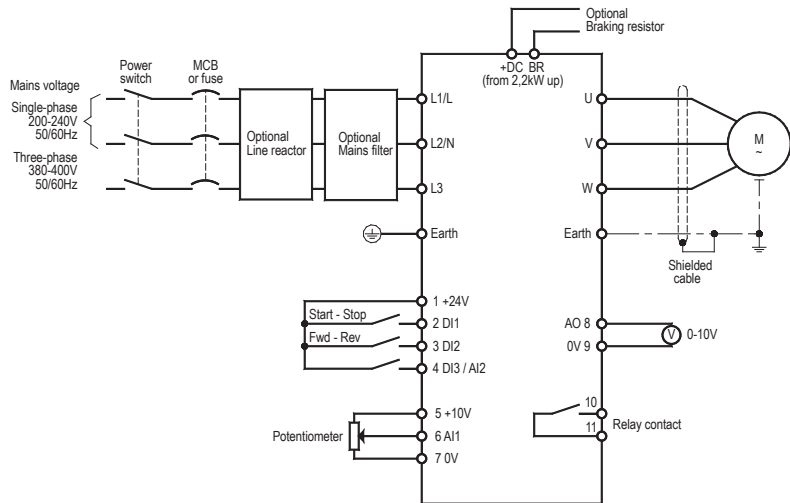 Optional
Braking resistor
+DC BR
(from 2,2kW up)
Power
switch
MCB
or fuse
Mains voltage
Single-phase
200-240V
50/60Hz
Three-phase
380-400V
50/60Hz
Optional
Line reactor
Optional
Mains filter
L1/L
L2/N
L3
Earth
U
V
W
Earth
M
~
Shielded
cable
1 +24V
Start - Stop
2 DI1
Fwd - Rev
3 DI2
4 DI3 / AI2
AO 8
0V 9
V
0-10V
5 +10V
Potentiometer
6 AI1
7 0V
10
11
Relay contact